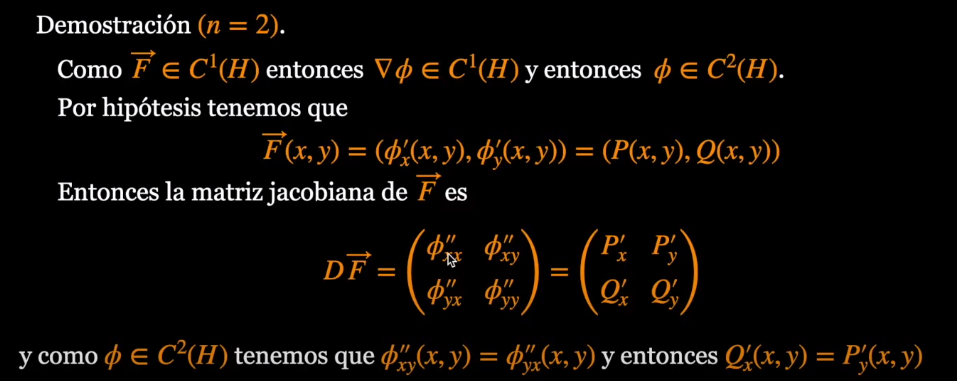 Demostración (n = 2).
Como $\overrightarrow{F} \in C^1(H)$ entonces $\nabla\phi \in C^1(H)$ y entonces $\phi \in C^2(H)$.
Por hipótesis tenemos que
$\overrightarrow{F}(x, y) = (\phi'_x(x, y), \phi'_y(x, y)) = (P(x, y), Q(x, y))$
Entonces la matriz jacobiana de $\overrightarrow{F}$ es
$D\overrightarrow{F} = \begin{pmatrix} \phi''_{xx} & \phi''_{xy} \\ \phi''_{yx} & \phi''_{yy} \end{pmatrix} = \begin{pmatrix} P'_x & P'_y \\ Q'_x & Q'_y \end{pmatrix}$
y como $\phi \in C^2(H)$ tenemos que $\phi''_{xy}(x, y) = \phi''_{yx}(x, y)$ y entonces $Q'_x(x, y) = P'_y(x, y)$